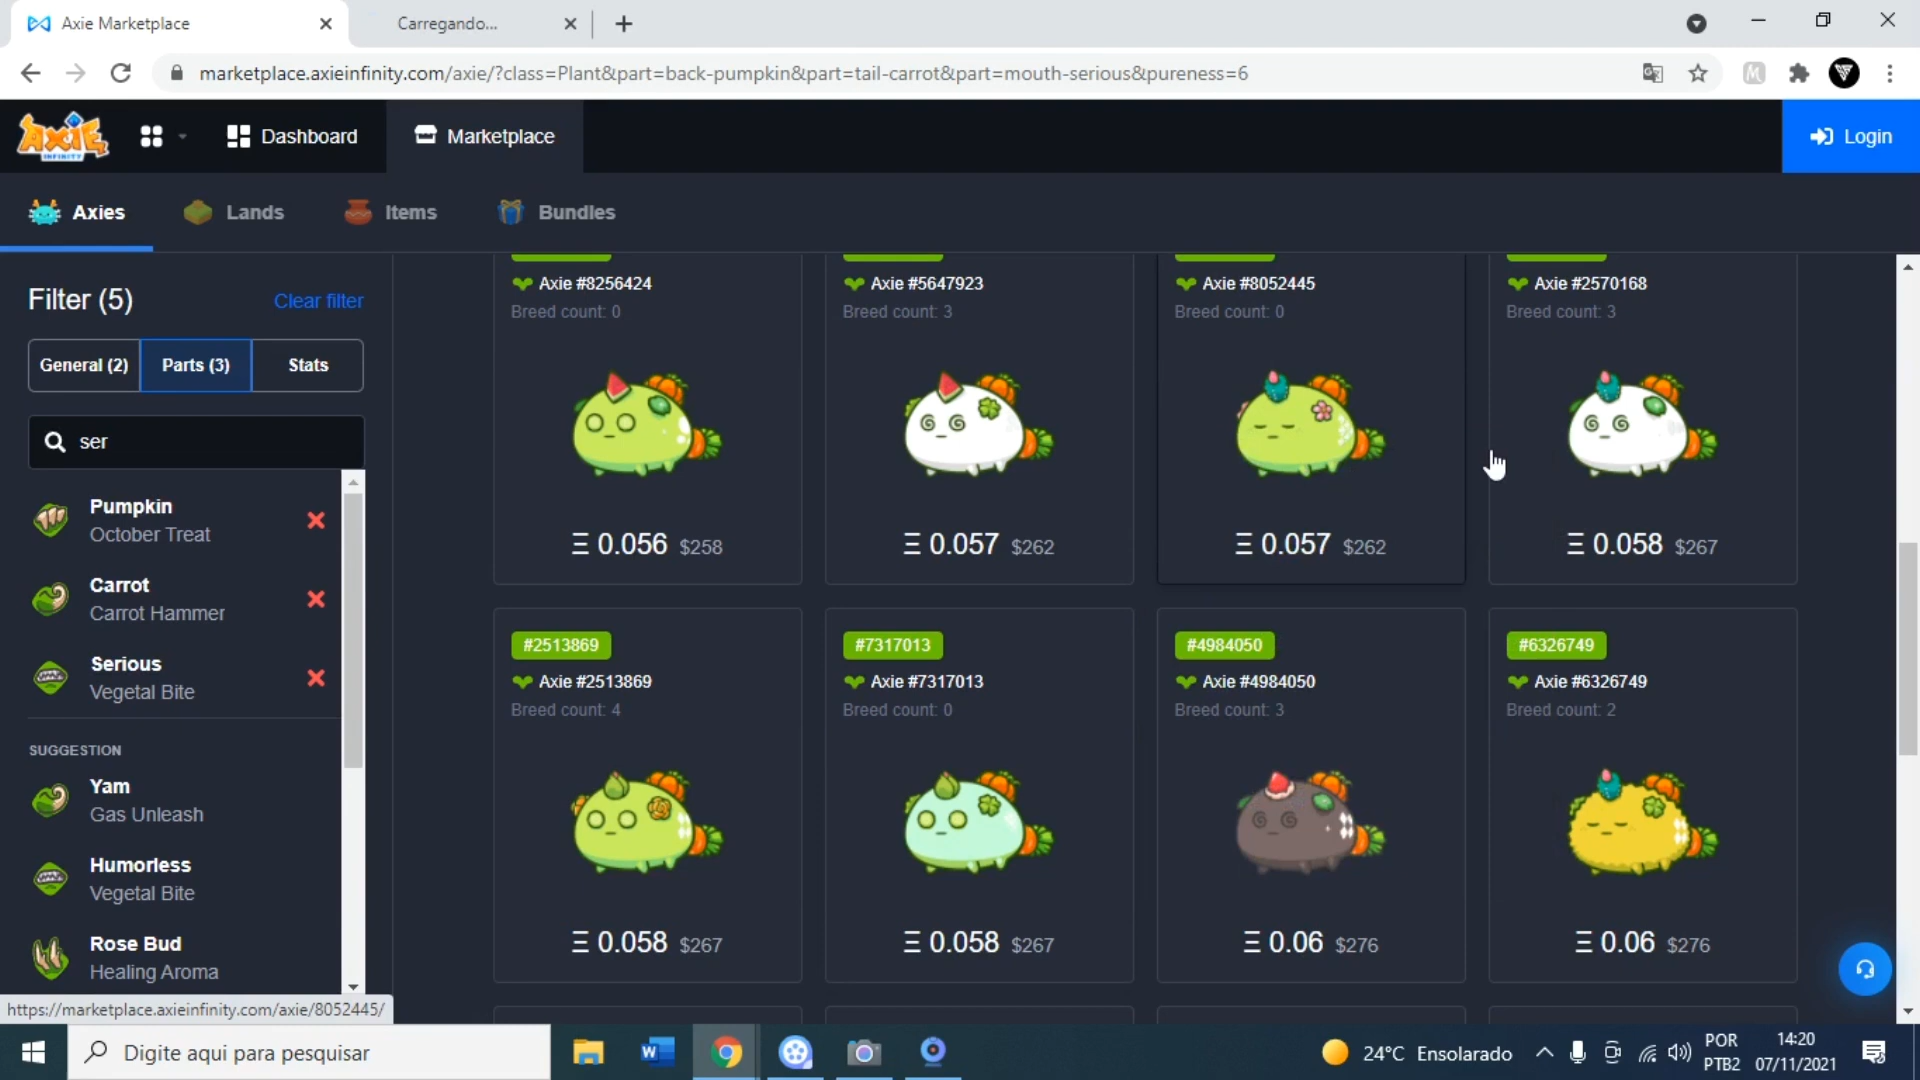 Axie Marketplace
Carregando...
marketplace.axieinfinity.com/axie/?class=Plant&part=back-pumpkin&part=tail-carrot&part=mouth-serious&pureness=6
AXIE
INFINITY
Dashboard
Marketplace
Login
Axies
Lands
Items
Bundles
Filter (5)
Clear filter
General (2)
Parts (3)
Stats
ser
Pumpkin
October Treat
Carrot
Carrot Hammer
Serious
Vegetal Bite
SUGGESTION
Yam
Gas Unleash
Humorless
Vegetal Bite
Rose Bud
Healing Aroma
Axie #8256424
Breed count: 0
Ξ 0.056 $258
Axie #5647923
Breed count: 3
Ξ 0.057 $262
Axie #8052445
Breed count: 0
Ξ 0.057 $262
Axie #2570168
Breed count: 3
Ξ 0.058 $267
#2513869
Axie #2513869
Breed count: 4
Ξ 0.058 $267
#7317013
Axie #7317013
Breed count: 0
Ξ 0.058 $267
#4984050
Axie #4984050
Breed count: 3
Ξ 0.06 $276
#6326749
Axie #6326749
Breed count: 2
Ξ 0.06 $276
https://marketplace.axieinfinity.com/axie/8052445/
Digite aqui para pesquisar
24°C Ensolarado
POR
PTB2
14:20
07/11/2021